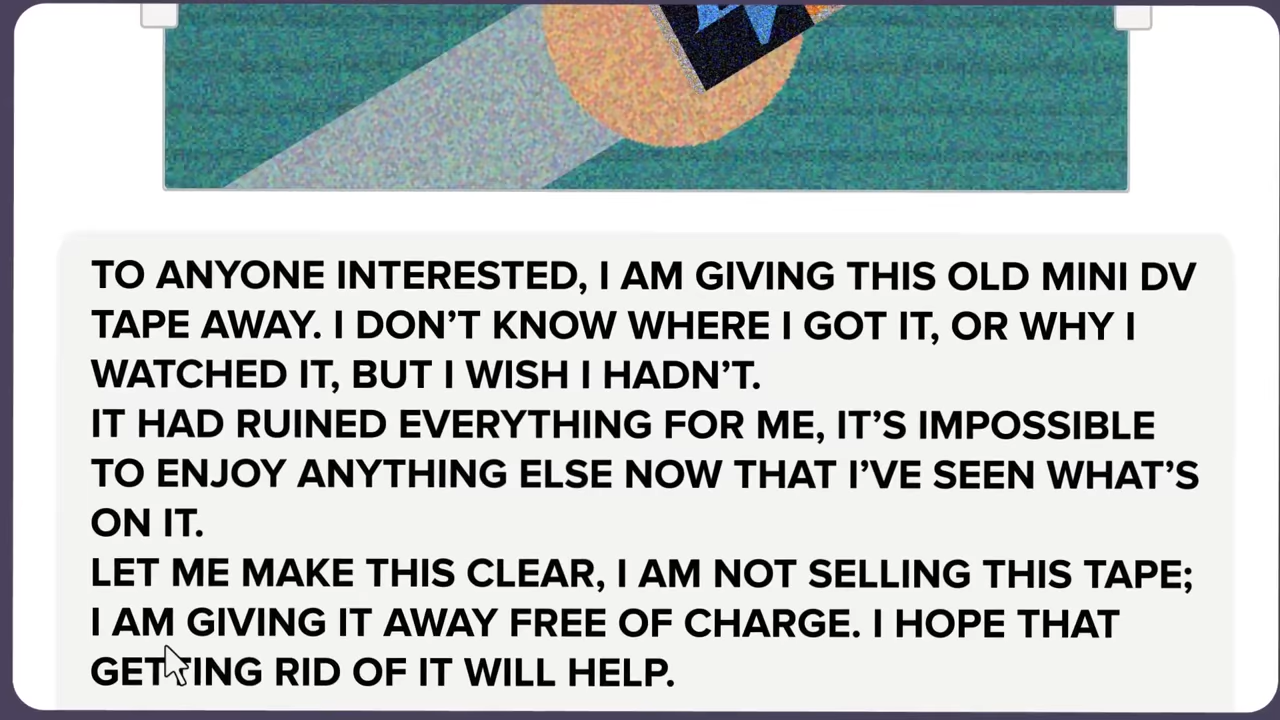 TO ANYONE INTERESTED, I AM GIVING THIS OLD MINI DV
TAPE AWAY. I DON’T KNOW WHERE I GOT IT, OR WHY I
WATCHED IT, BUT I WISH I HADN’T.
IT HAD RUINED EVERYTHING FOR ME, IT’S IMPOSSIBLE
TO ENJOY ANYTHING ELSE NOW THAT I’VE SEEN WHAT’S
ON IT.
LET ME MAKE THIS CLEAR, I AM NOT SELLING THIS TAPE;
I AM GIVING IT AWAY FREE OF CHARGE. I HOPE THAT
GETTING RID OF IT WILL HELP.